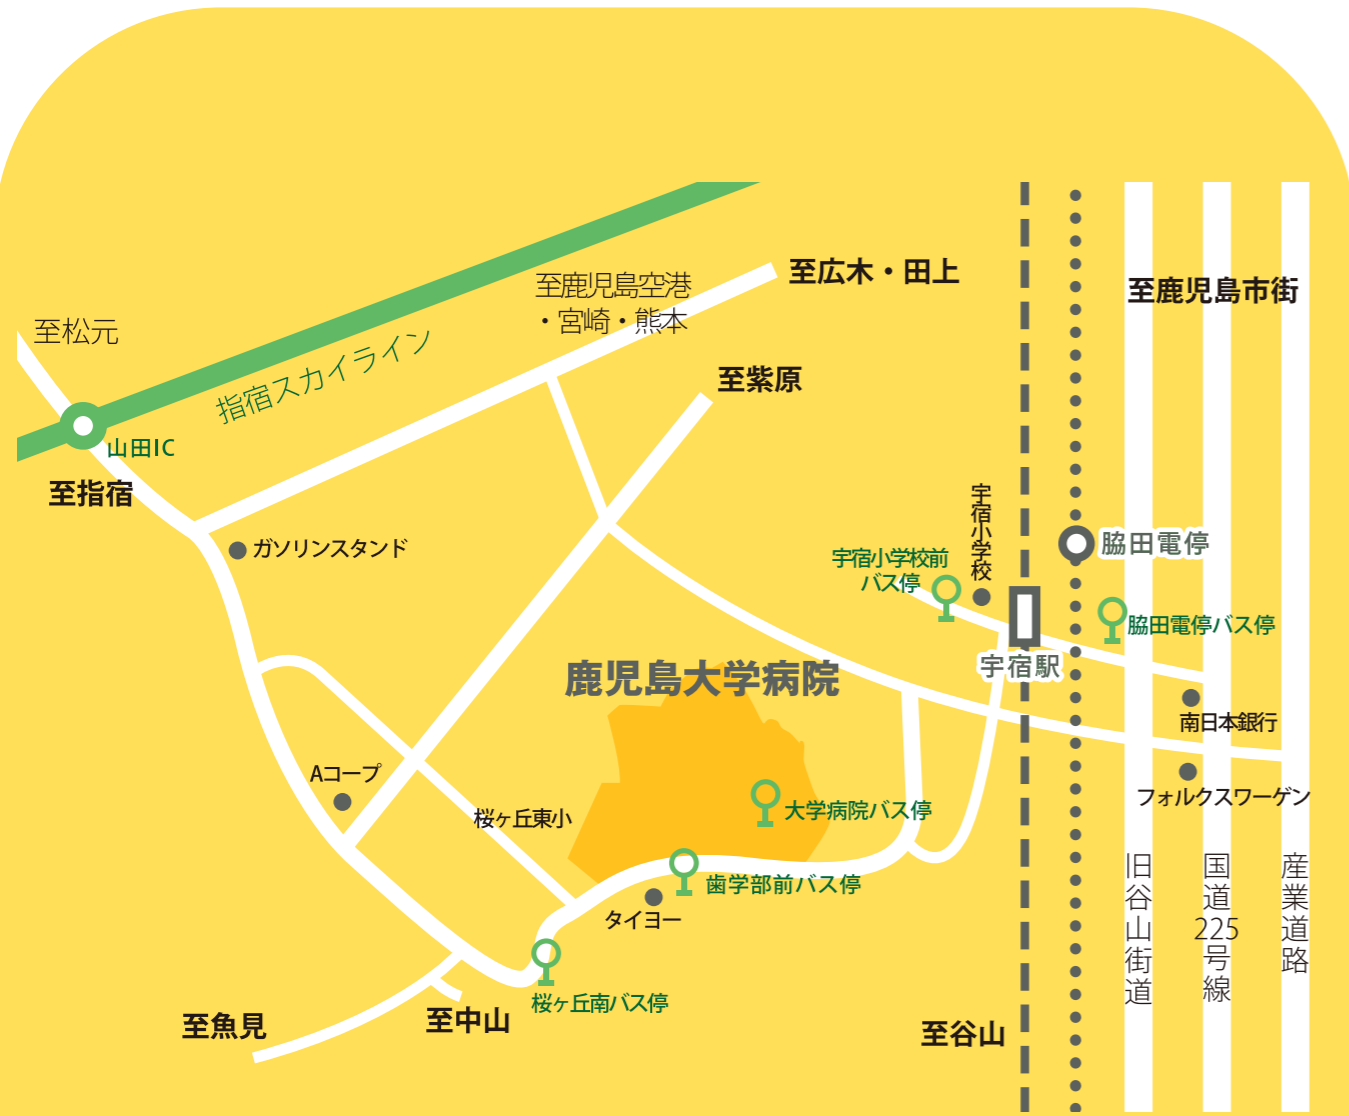 至広木・田上
至鹿児島空港
・宮崎・熊本
至鹿児島市街
至松元
指宿スカイライン
至紫原
山田IC
至指宿
ガソリンスタンド
宇宿小学校
脇田電停
宇宿小学校前
バス停
脇田電停バス停
宇宿駅
鹿児島大学病院
南日本銀行
Aコープ
フォルクスワーゲン
大学病院バス停
桜ヶ丘東小
歯学部前バス停
タイヨー
旧谷山街道
国道225号線
産業道路
桜ヶ丘南バス停
至魚見
至中山
至谷山